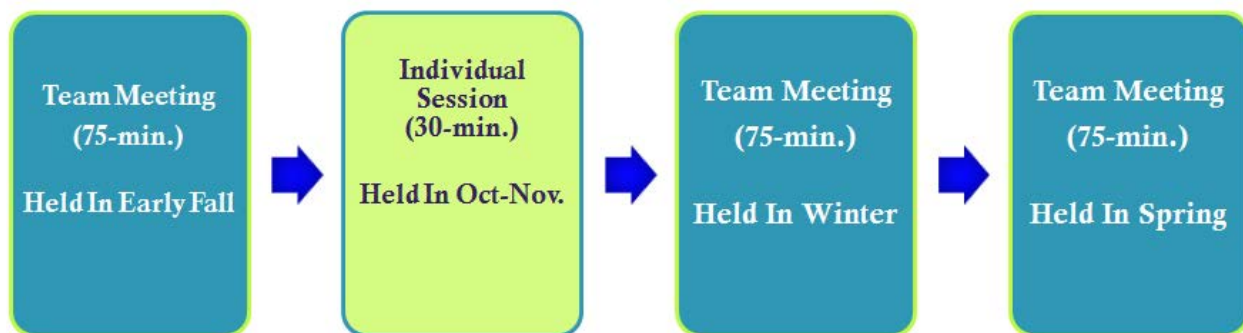 Team Meeting
(75-min.)
Held In Early Fall
Individual
Session
(30-min.)
Held In Oct-Nov.
Team Meeting
(75-min.)
Held In Winter
Team Meeting
(75-min.)
Held In Spring